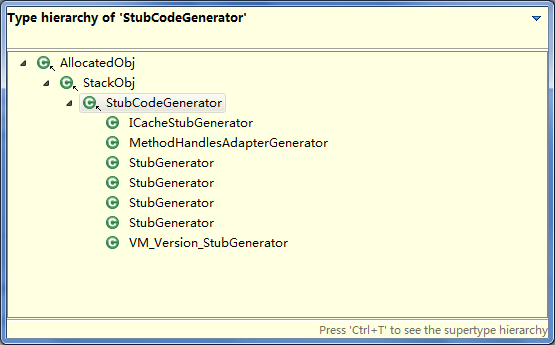 Type hierarchy of 'StubCodeGenerator'
AllocatedObj
StackObj
StubCodeGenerator
ICacheStubGenerator
MethodHandlesAdapterGenerator
StubGenerator
StubGenerator
StubGenerator
StubGenerator
VM_Version_StubGenerator
Press 'Ctrl+T' to see the supertype hierarchy